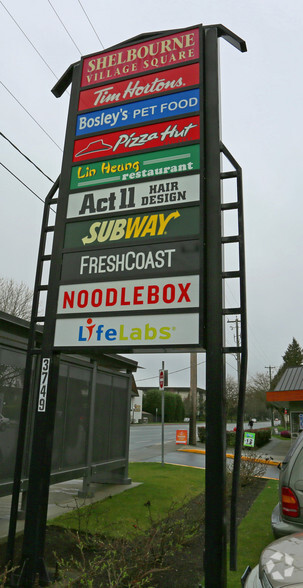 SHELBOURNE
VILLAGE SQUARE
Tim Hortons.
Bosley's PET FOOD
Pizza Hut
Lin Heung
restaurant
Act II HAIR
DESIGN
SUBWAY
FRESHCOAST
NOODLEBOX
LifeLabs
3749